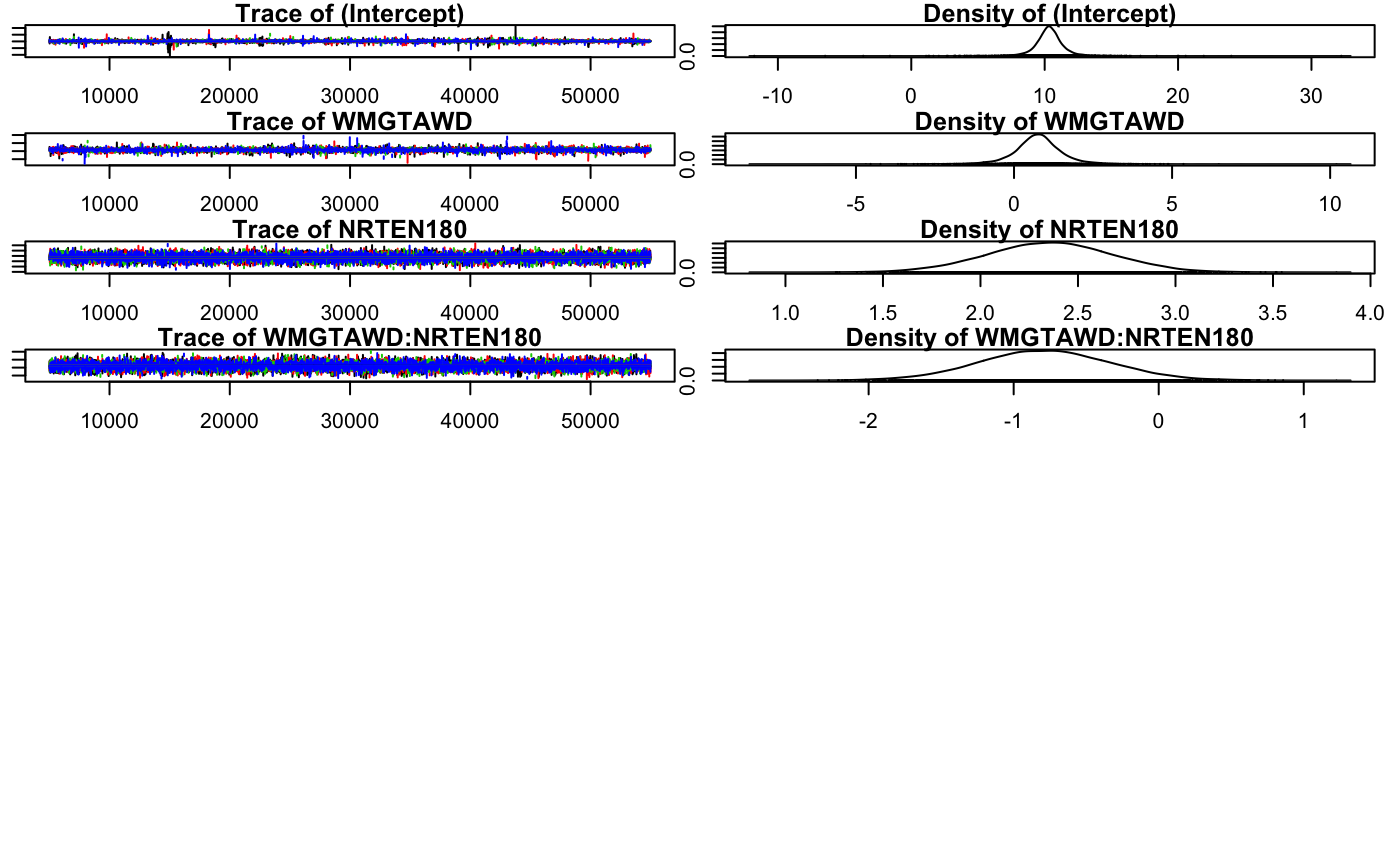 Trace of (Intercept) Density of (Intercept)
0.0
10000 20000 30000 40000 50000 -10 0 10 20 30
Trace of WMGTAWD Density of WMGTAWD
0.0
10000 20000 30000 40000 50000 -5 0 5 10
Trace of NRTEN180 Density of NRTEN180
0.0
10000 20000 30000 40000 50000 1.0 1.5 2.0 2.5 3.0 3.5 4.0
Trace of WMGTAWD:NRTEN180 Density of WMGTAWD:NRTEN180
0.0
10000 20000 30000 40000 50000 -2 -1 0 1